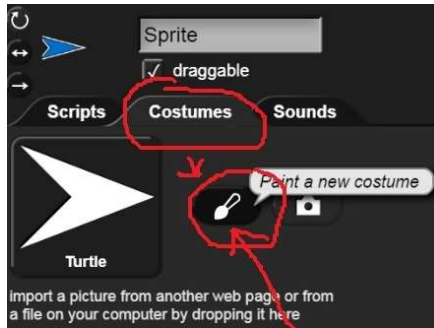 Sprite
draggable
Scripts Costumes Sounds
Paint a new costume
Turtle
import a picture from another web page or from
a file on your computer by dropping it here